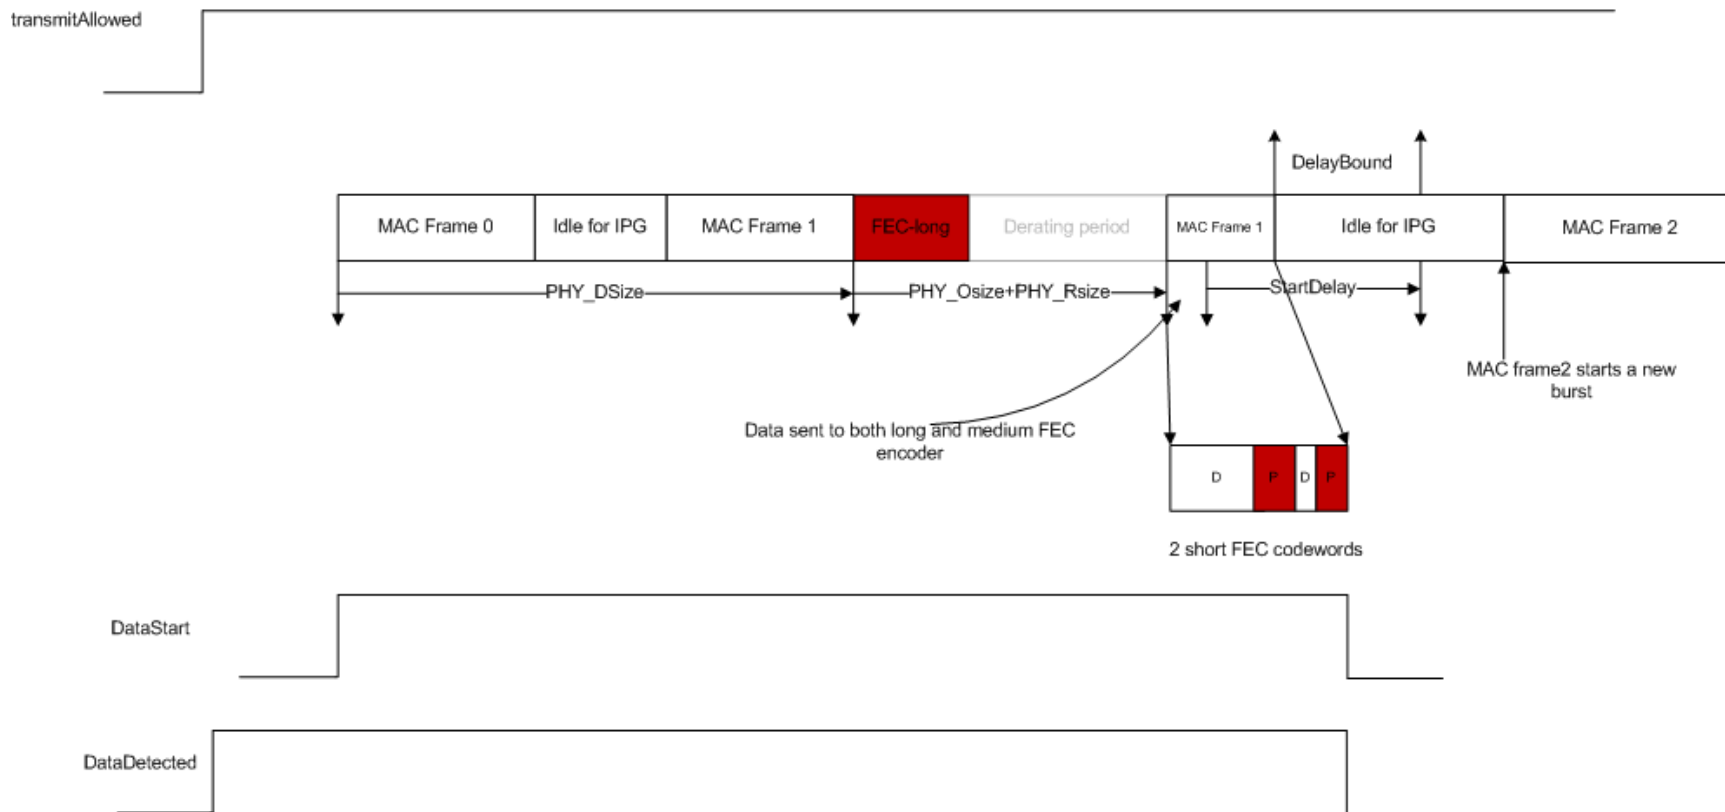 transmitAllowed
DelayBound
MAC Frame 0
Idle for IPG
MAC Frame 1
FEC-long
Derating period
MAC Frame 1
Idle for IPG
MAC Frame 2
PHY_DSize
PHY_Osize+PHY_Rsize
StartDelay
MAC frame2 starts a new
burst
Data sent to both long and medium FEC
encoder
D
P
D
P
2 short FEC codewords
DataStart
DataDetected